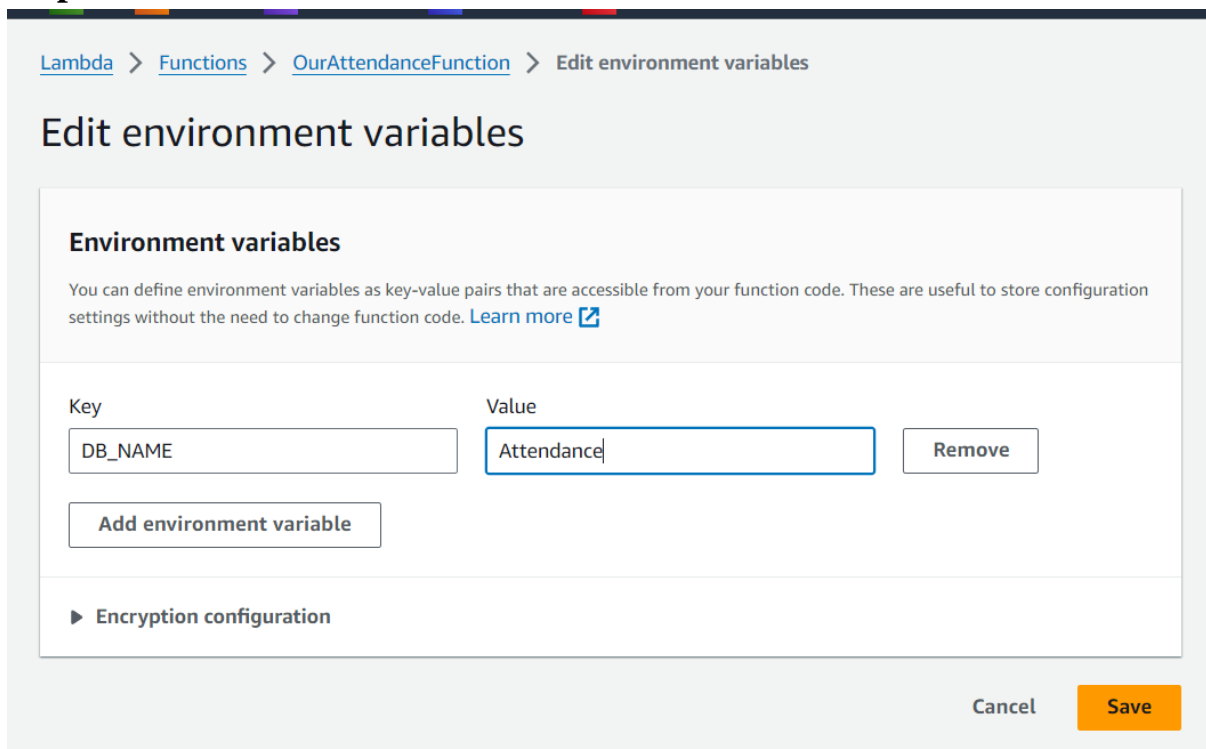 Lambda > Functions > OurAttendanceFunction > Edit environment variables
Edit environment variables
Environment variables
You can define environment variables as key-value pairs that are accessible from your function code. These are useful to store configuration
settings without the need to change function code. Learn more
Key Value
DB_NAME Attendance Remove
Add environment variable
Encryption configuration
Cancel Save